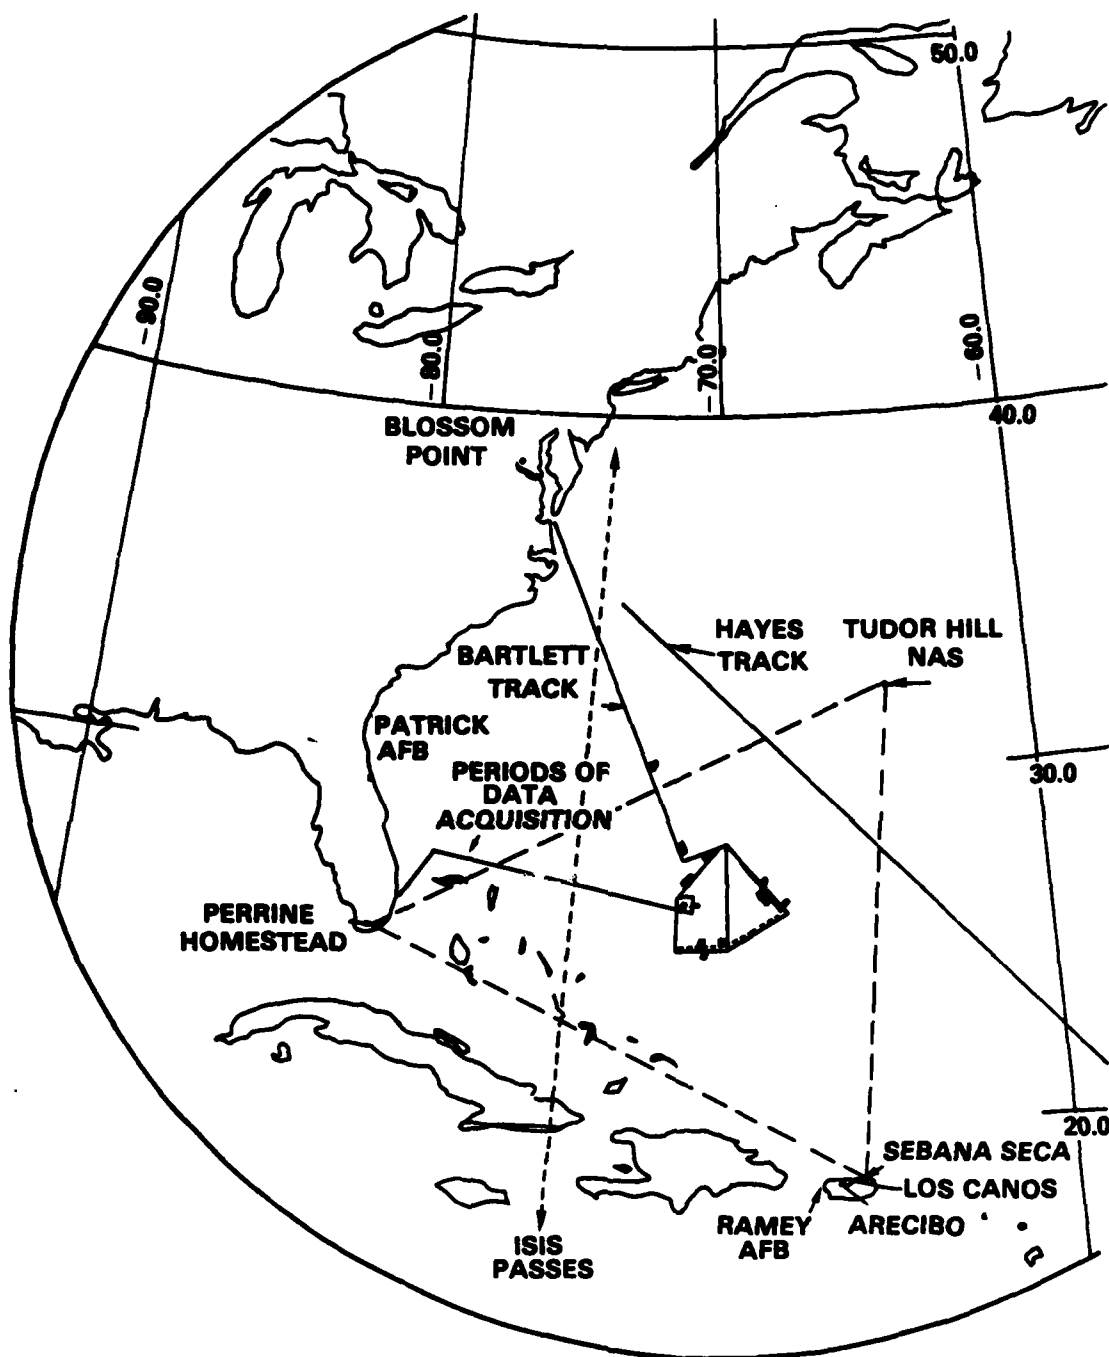 50.0
-90.0
-80.0
-70.0
-60.0
40.0
BLOSSOM
POINT
HAYES
TRACK
TUDOR HILL
NAS
BARTLETT
TRACK
PATRICK
AFB
PERIODS OF
DATA
ACQUISITION
30.0
PERRINE
HOMESTEAD
20.0
SEBANA SECA
LOS CANOS
RAMEY
AFB
ARECIBO
ISIS
PASSES